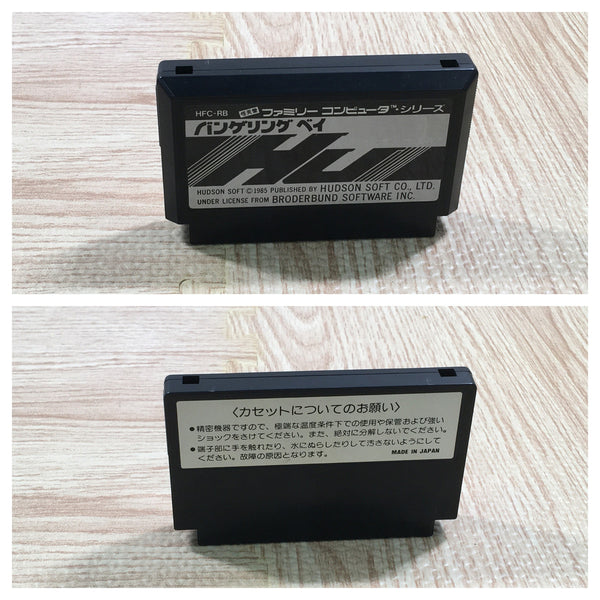 HFC-RB ファミリー コンピュータ™・シリーズ
バンゲリング ベイ
HU
HUDSON SOFT © 1985 PUBLISHED BY HUDSON SOFT CO., LTD.
UNDER LICENSE FROM BRODERBUND SOFTWARE INC.
〈カセットについてのお願い〉
●精密機器ですので、極端な温度条件下での使用や保管および強い
ショックをさけてください。また、絶対に分解しないでください。
●端子部に手を触れたり、水にぬらしたりして汚さないようにして
ください。故障の原因となります。
MADE IN JAPAN